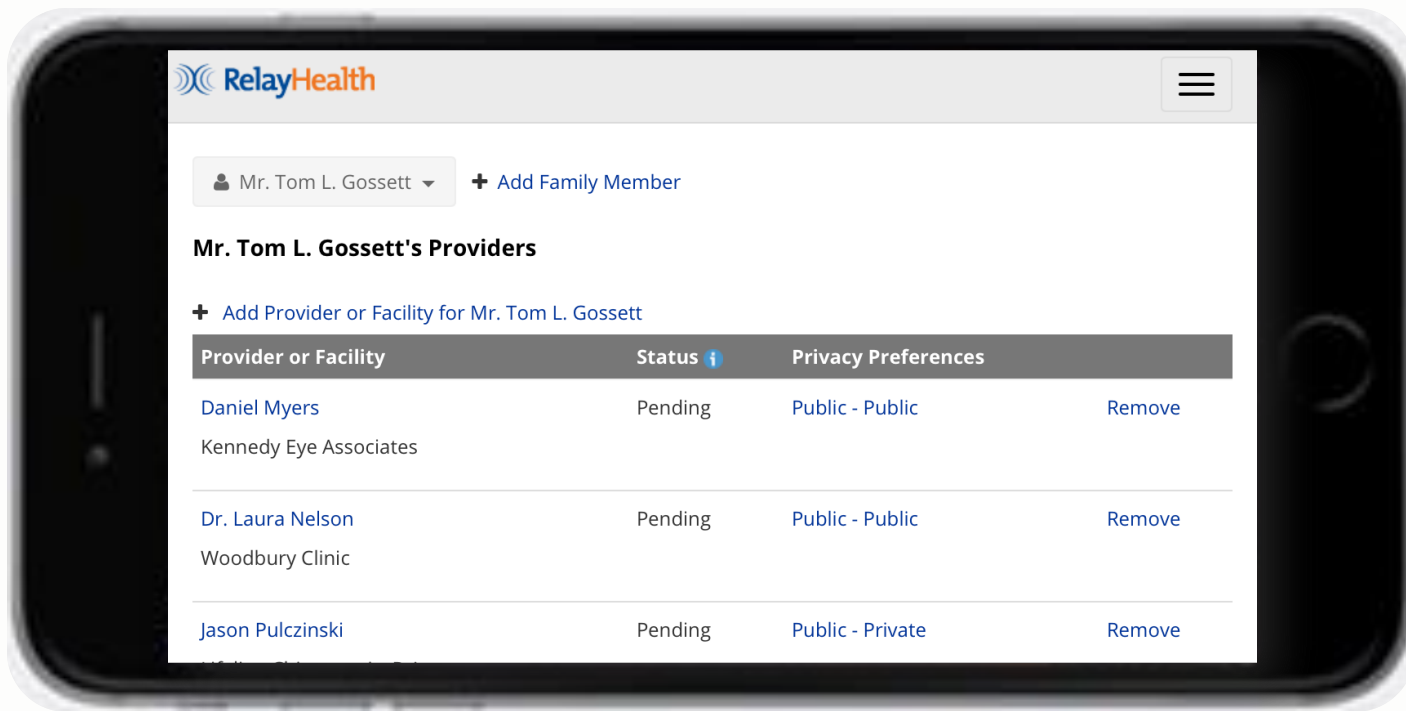 RelayHealth
Mr. Tom L. Gossett + Add Family Member
Mr. Tom L. Gossett's Providers
+ Add Provider or Facility for Mr. Tom L. Gossett
Provider or Facility Status i Privacy Preferences
Daniel Myers Pending Public - Public Remove
Kennedy Eye Associates
Dr. Laura Nelson Pending Public - Public Remove
Woodbury Clinic
Jason Pulczinski Pending Public - Private Remove